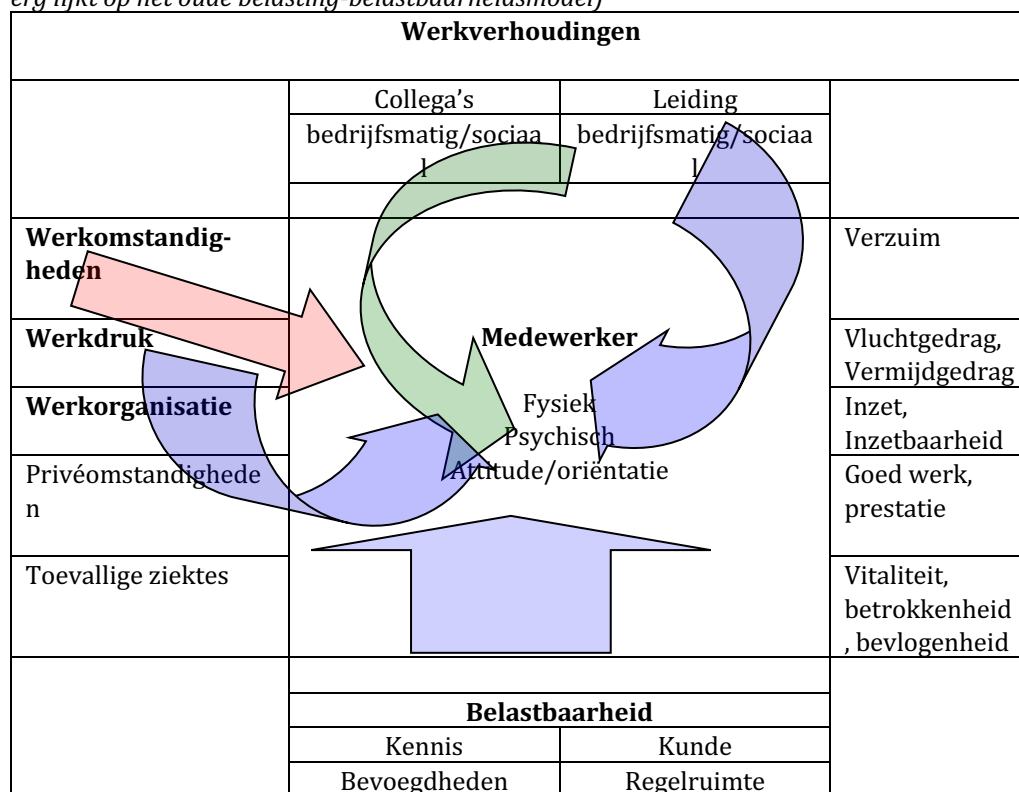 erg lijkt op het oude belasting-belastbaarheidsmodel)
Werkverhoudingen
Collega's
Leiding
bedrijfsmatig/sociaa
l
bedrijfsmatig/sociaa
l
Werkomstandig-
heden
Verzuim
Werkdruk
Medewerker
Vluchtgedrag,
Vermijdgedrag
Werkorganisatie
Fysiek
Psychisch
Attitude/oriëntatie
Inzet,
Inzetbaarheid
Privéomstandighede
n
Goed werk,
prestatie
Toevallige ziektes
Vitaliteit,
betrokkenheid
, bevlogenheid
Belastbaarheid
Kennis
Kunde
Bevoegdheden
Regelruimte